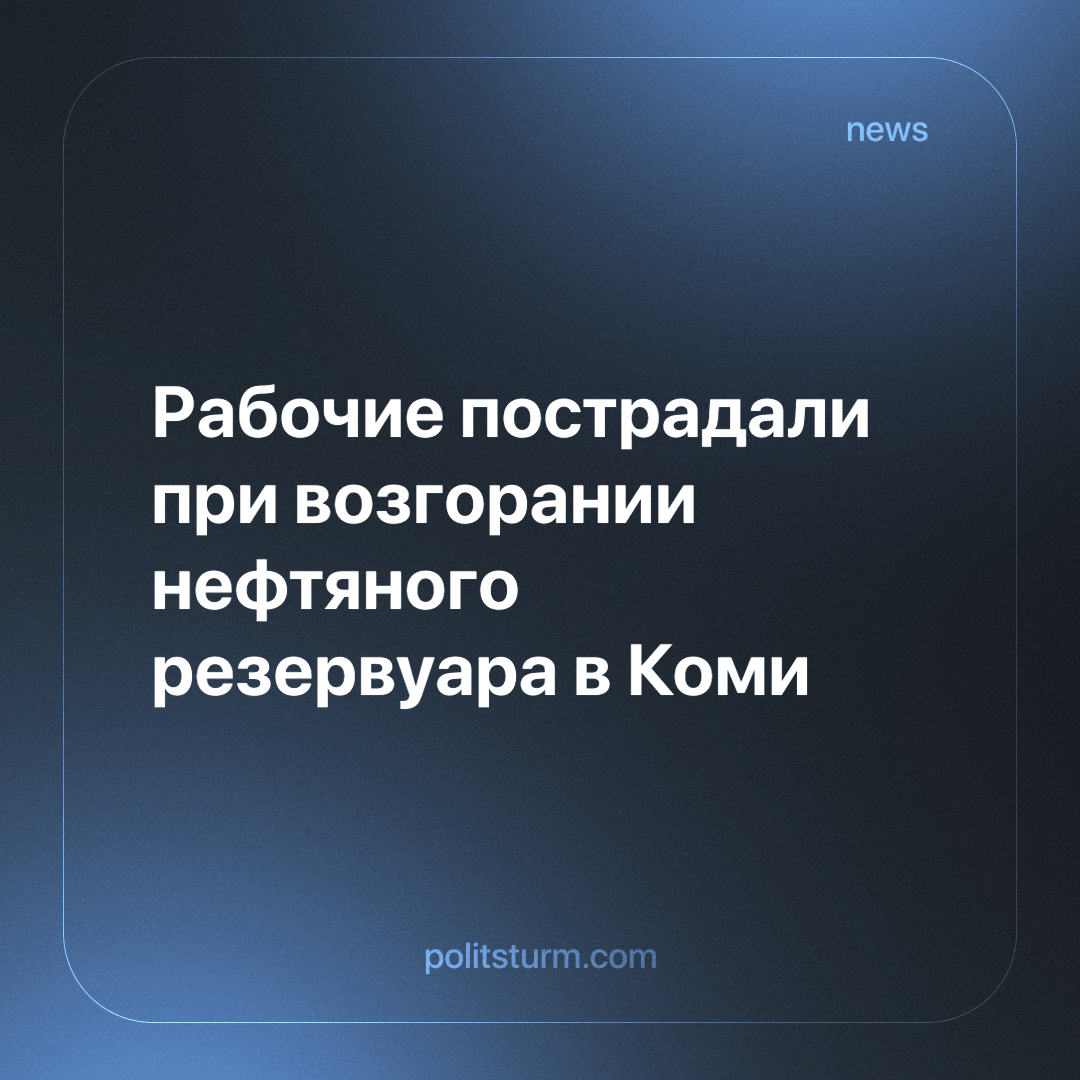 news
Рабочие пострадали
при возгорании
нефтяного
резервуара в Коми
politsturm.com